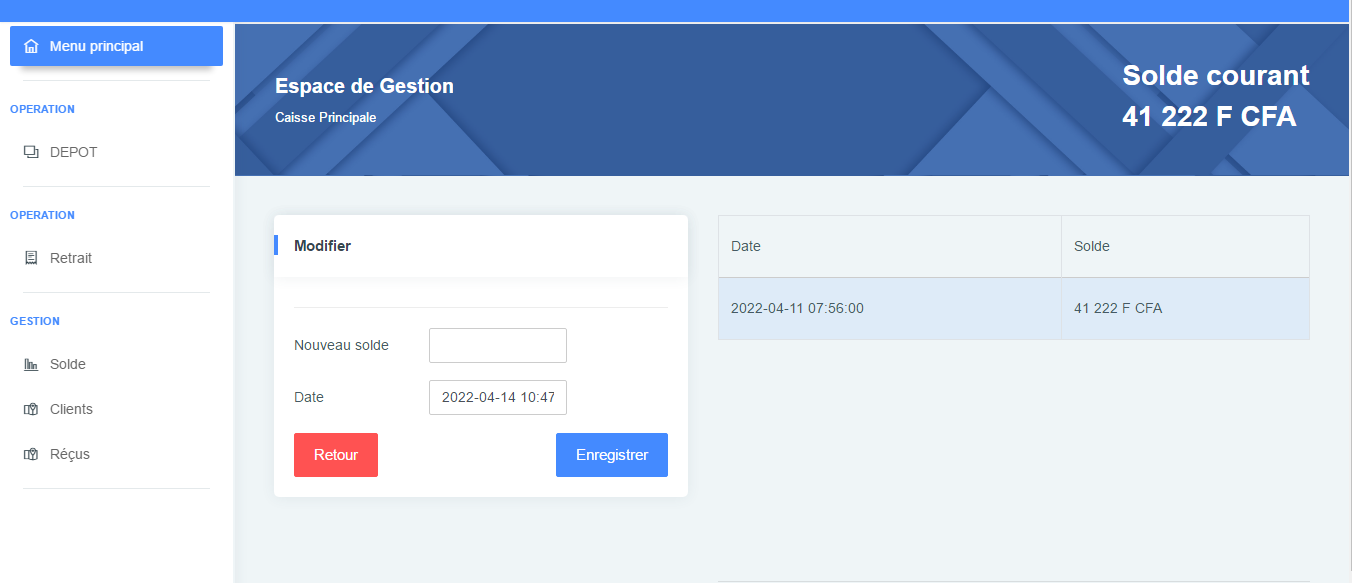 Menu principal
OPERATION
DEPOT
OPERATION
Retrait
GESTION
Solde
Clients
Réçus
Espace de Gestion
Caisse Principale
Solde courant
41 222 F CFA
Modifier
Nouveau solde
Date 2022-04-14 10:47
Retour Enregistrer
Date Solde
2022-04-11 07:56:00 41 222 F CFA